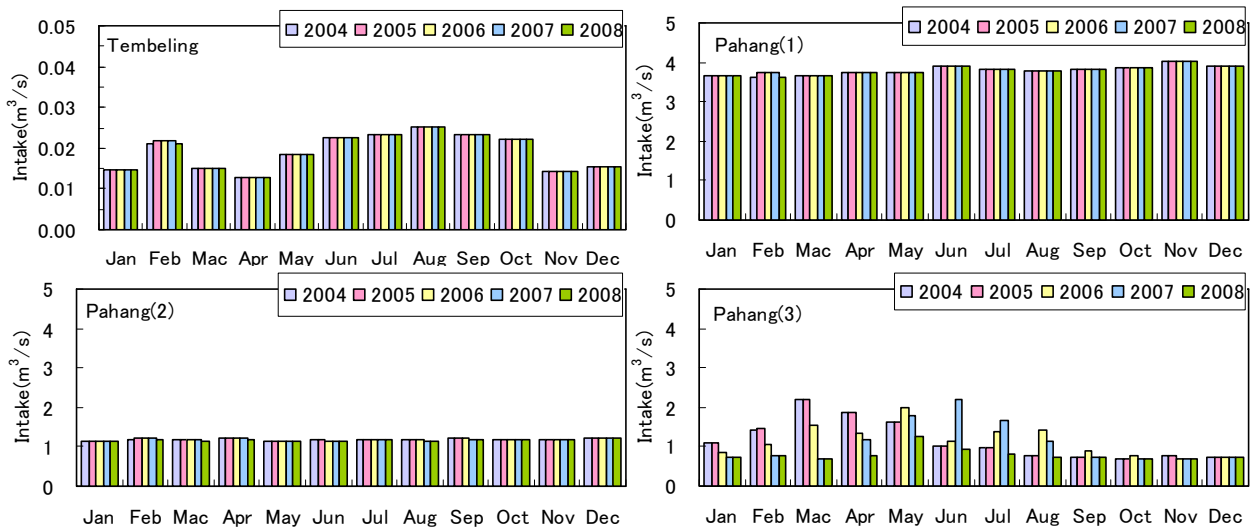 Tembeling
2004 2005 2006 2007 2008
Intake(m³/s)
0.05
0.04
0.03
0.02
0.01
0.00
Jan Feb Mac Apr May Jun Jul Aug Sep Oct Nov Dec
Pahang(1)
2004 2005 2006 2007 2008
Intake(m³/s)
5
4
3
2
1
0
Jan Feb Mac Apr May Jun Jul Aug Sep Oct Nov Dec
Pahang(2)
2004 2005 2006 2007 2008
Intake(m³/s)
5
4
3
2
1
0
Jan Feb Mac Apr May Jun Jul Aug Sep Oct Nov Dec
Pahang(3)
2004 2005 2006 2007 2008
Intake(m³/s)
5
4
3
2
1
0
Jan Feb Mac Apr May Jun Jul Aug Sep Oct Nov Dec